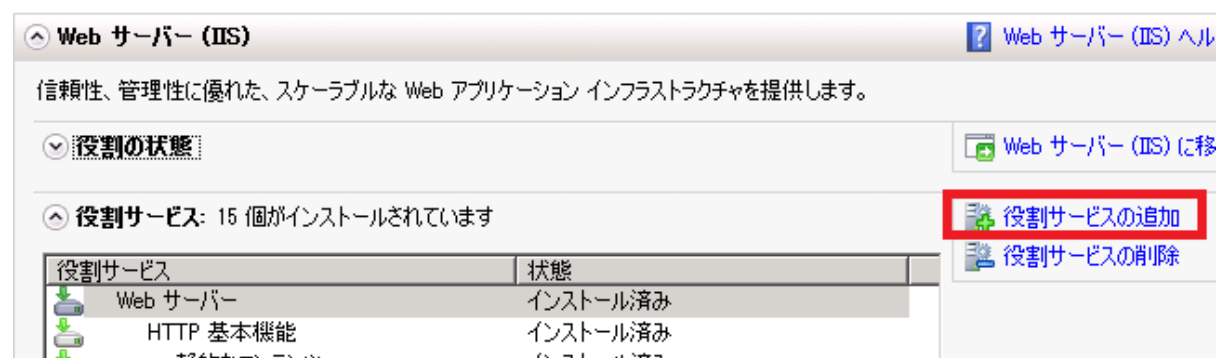 Web サーバー (IIS)
Web サーバー (IIS) ヘル
信頼性、管理性に優れた、スケーラブルな Web アプリケーション インフラストラクチャを提供します。
役割の状態
Web サーバー (IIS) に移
役割サービス: 15 個がインストールされています
役割サービスの追加
役割サービスの削除
役割サービス 状態
Web サーバー インストール済み
HTTP 基本機能 インストール済み